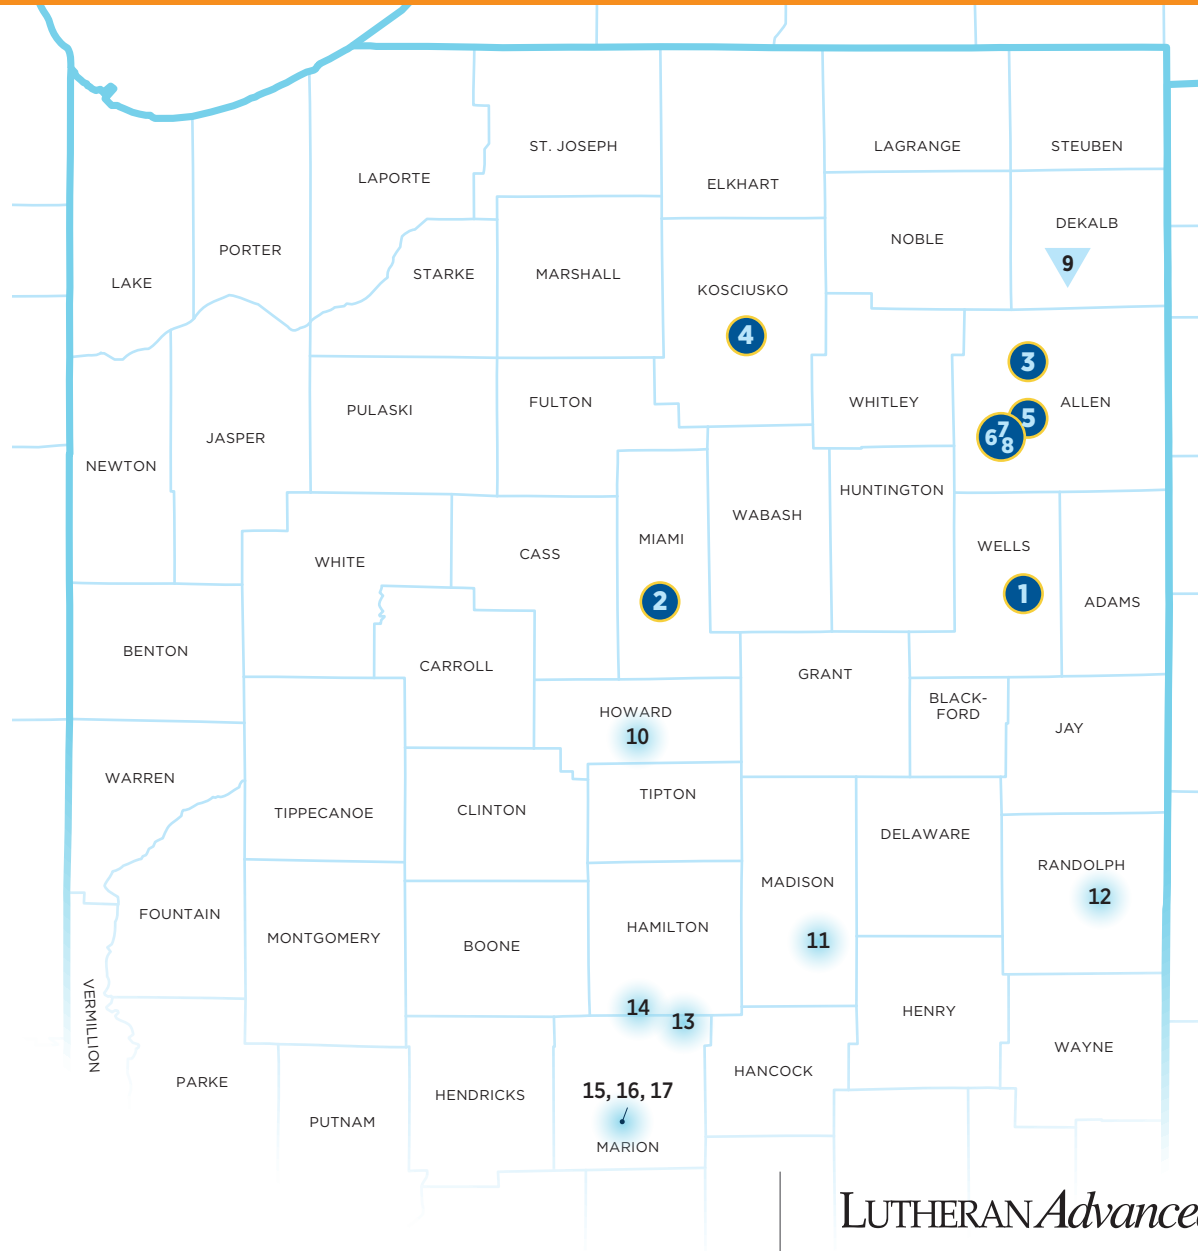 ST. JOSEPH
LAGRANGE
STEUBEN
LAPORTE
ELKHART
DEKALB
NOBLE
PORTER
9
STARKE
MARSHALL
LAKE
KOSCIUSKO
4
3
PULASKI
FULTON
WHITLEY
ALLEN
5
6 7 8
JASPER
NEWTON
HUNTINGTON
WABASH
MIAMI
WELLS
CASS
WHITE
2
1
ADAMS
BENTON
CARROLL
GRANT
BLACK-
FORD
HOWARD
10
JAY
WARREN
TIPTON
TIPPECANOE
CLINTON
DELAWARE
RANDOLPH
12
MADISON
11
FOUNTAIN
HAMILTON
MONTGOMERY
BOONE
14
13
HENRY
VERMILLION
WAYNE
HANCOCK
PARKE
HENDRICKS
15, 16, 17
PUTNAM
MARION
LUTHERAN Advanced